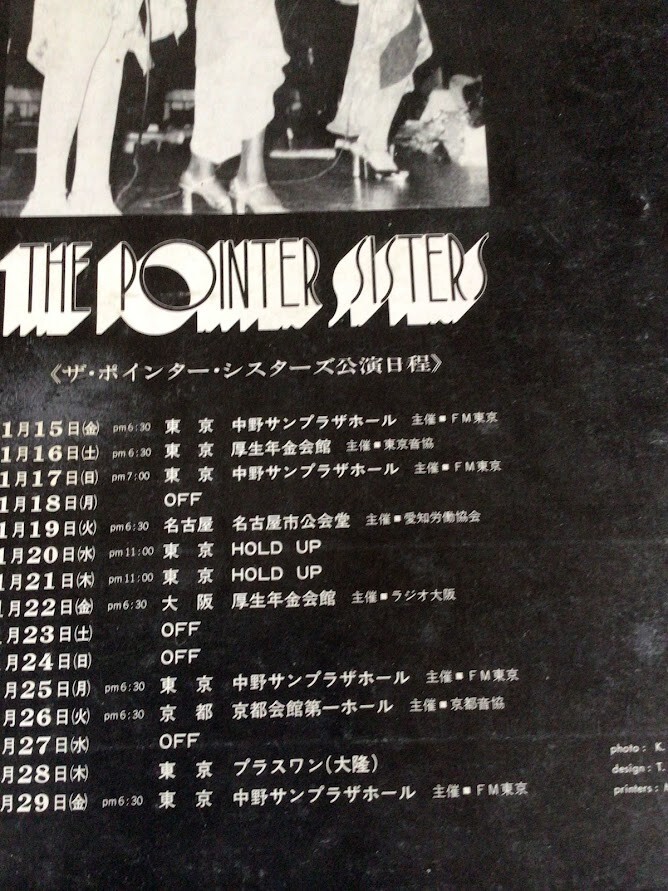 THE POINTER SISTERS
《ザ・ポインター・シスターズ公演日程》
1月15日(金) pm6:30 東京 中野サンプラザホール 主催■FM東京
1月16日(土) pm6:30 東京 厚生年金会館 主催■東京音協
1月17日(日) pm7:00 東京 中野サンプラザホール 主催■FM東京
1月18日(月) OFF
1月19日(火) pm6:30 名古屋 名古屋市公会堂 主催■愛知労働協会
1月20日(水) pm11:00 東京 HOLD UP
1月21日(木) pm11:00 東京 HOLD UP
1月22日(金) pm6:30 大阪 厚生年金会館 主催■ラジオ大阪
月23日(土) OFF
月24日(日) OFF
月25日(月) pm6:30 東京 中野サンプラザホール 主催■FM東京
月26日(火) pm6:30 京都 京都会館第一ホール 主催■京都音協
月27日(水) OFF
月28日(木) 東京 プラスワン(大隆)
月29日(金) pm6:30 東京 中野サンプラザホール 主催■FM東京
photo: K.
design: T.
printers: